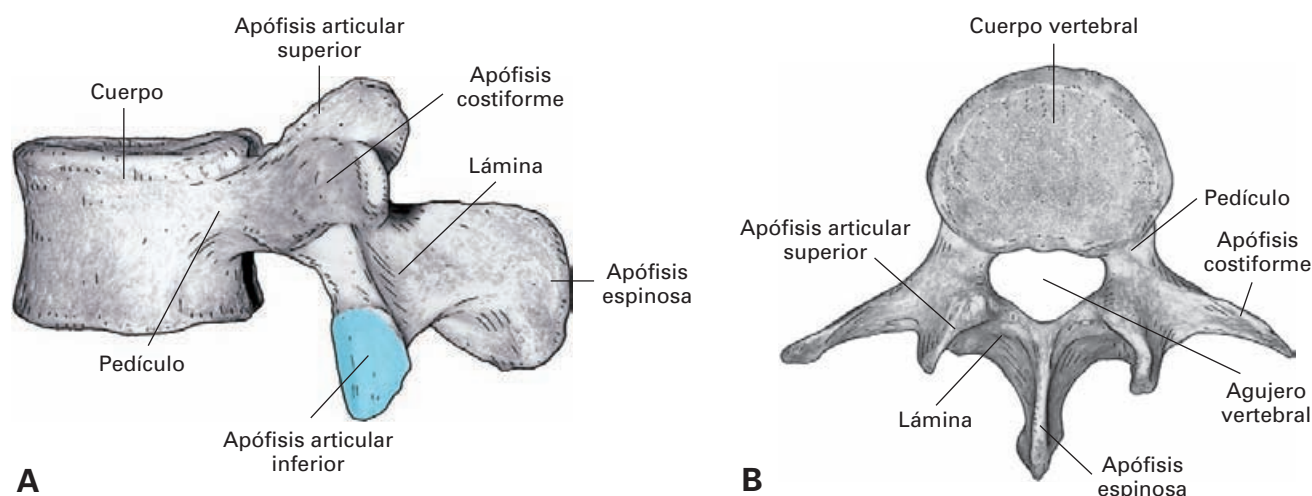 Apófisis articular
superior
Cuerpo
Apófisis
costiforme
Lámina
Apófisis
espinosa
Pedículo
Apófisis articular
inferior
A
Cuerpo vertebral
Pedículo
Apófisis articular
superior
Apófisis
costiforme
Lámina
Agujero
vertebral
Apófisis
espinosa
B